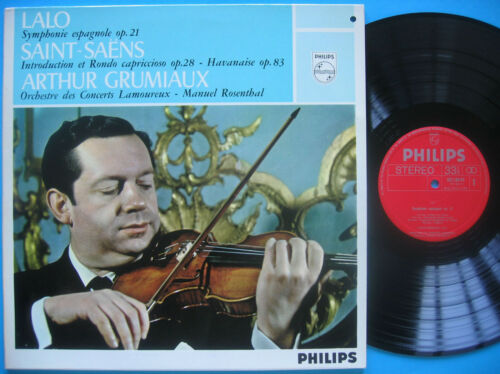 LALO
Symphonie espagnole op.21
SAINT-SAËNS
Introduction et Rondo capriccioso op.28 - Havanaise op.83
ARTHUR GRUMIAUX
Orchestre des Concerts Lamoureux - Manuel Rosenthal
PHILIPS
PHILIPS
PHILIPS
STEREO 33⅓
1